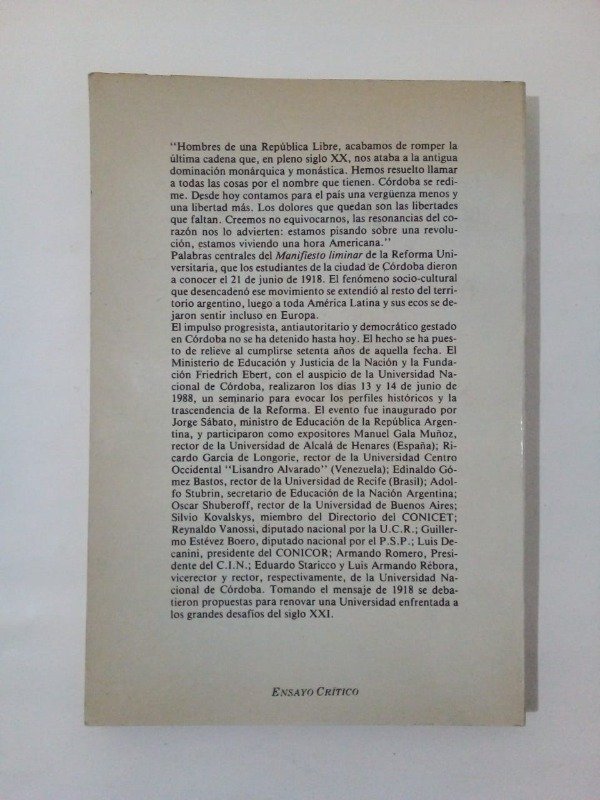 "Hombres de una República Libre, acabamos de romper la
última cadena que, en pleno siglo XX, nos ataba a la antigua
dominación monárquica y monástica. Hemos resuelto llamar
a todas las cosas por el nombre que tienen. Córdoba se redi-
me. Desde hoy contamos para el país una vergüenza menos y
una libertad más. Los dolores que quedan son las libertades
que faltan. Creemos no equivocarnos, las resonancias del co-
razón nos lo advierten: estamos pisando sobre una revolu-
ción, estamos viviendo una hora Americana."
Palabras centrales del Manifiesto liminar de la Reforma Uni-
versitaria, que los estudiantes de la ciudad de Córdoba dieron
a conocer el 21 de junio de 1918. El fenómeno socio-cultural
que desencadenó ese movimiento se extendió al resto del terri-
torio argentino, luego a toda América Latina y sus ecos se de-
jaron sentir incluso en Europa.
El impulso progresista, antiautoritario y democrático gestado
en Córdoba no se ha detenido hasta hoy. El hecho se ha pues-
to de relieve al cumplirse setenta años de aquella fecha. El
Ministerio de Educación y Justicia de la Nación y la Funda-
ción Friedrich Ebert, con el auspicio de la Universidad Na-
cional de Córdoba, realizaron los días 13 y 14 de junio de
1988, un seminario para evocar los perfiles históricos y la
trascendencia de la Reforma. El evento fue inaugurado por
Jorge Sábato, ministro de Educación de la República Argen-
tina, y participaron como expositores Manuel Gala Muñoz,
rector de la Universidad de Alcalá de Henares (España); Ri-
cardo García de Longorie, rector de la Universidad Centro
Occidental "Lisandro Alvarado" (Venezuela); Edinaldo Gó-
mez Bastos, rector de la Universidad de Recife (Brasil); Adol-
fo Stubrin, secretario de Educación de la Nación Argentina;
Oscar Shuberoff, rector de la Universidad de Buenos Aires;
Silvio Kovalskys, miembro del Directorio del CONICET;
Reynaldo Vanossi, diputado nacional por la U.C.R.; Guiller-
mo Estévez Boero, diputado nacional por el P.S.P.; Luis De-
canini, presidente del CONICOR; Armando Romero, Presi-
dente del C.I.N.; Eduardo Staricco y Luis Armando Rébora,
vicerector y rector, respectivamente, de la Universidad Na-
cional de Córdoba. Tomando el mensaje de 1918 se deba-
tieron propuestas para renovar una Universidad enfrentada a
los grandes desafíos del siglo XXI.
ENSAYO CRÍTICO